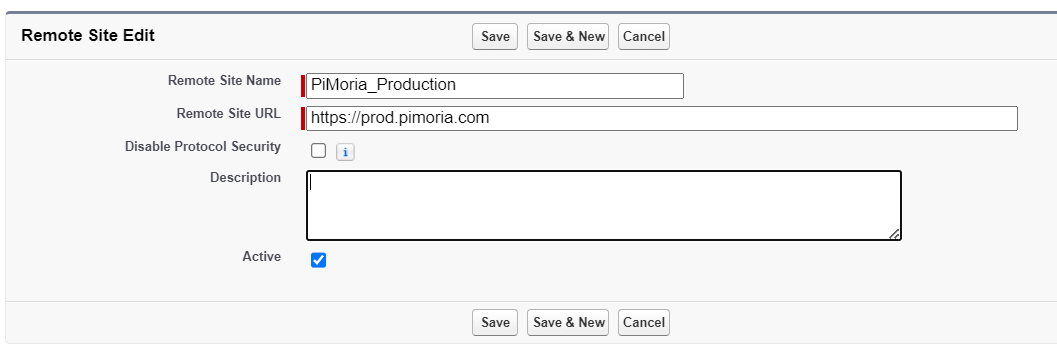 Remote Site Edit Save Save & New Cancel
Remote Site Name PiMoria_Production
Remote Site URL https://prod.pimoria.com
Disable Protocol Security i
Description
Active
Save Save & New Cancel